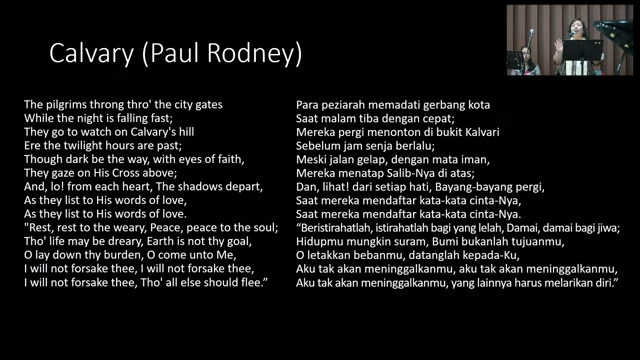 Calvary (Paul Rodney)
The pilgrims throng thro' the city gates
While the night is falling fast;
They go to watch on Calvary's hill
Ere the twilight hours are past;
Though dark be the way, with eyes of faith,
They gaze on His Cross above;
And, lo! from each heart, The shadows depart,
As they list to His words of love,
As they list to His words of love.
"Rest, rest to the weary, Peace, peace to the soul;
Tho' life may be dreary, Earth is not thy goal,
O lay down thy burden, O come unto Me,
I will not forsake thee, I will not forsake thee,
I will not forsake thee, Tho' all else should flee.”
Para peziarah memadati gerbang kota
Saat malam tiba dengan cepat;
Mereka pergi menonton di bukit Kalvari
Sebelum jam senja berlalu;
Meski jalan gelap, dengan mata iman,
Mereka menatap Salib-Nya di atas;
Dan, lihat! dari setiap hati, Bayang-bayang pergi,
Saat mereka mendaftar kata-kata cinta-Nya,
Saat mereka mendaftar kata-kata cinta-Nya.
“Beristirahatlah, istirahatlah bagi yang lelah, Damai, damai bagi jiwa;
Hidupmu mungkin suram, Bumi bukanlah tujuanmu,
O letakkan bebanmu, datanglah kepada-Ku,
Aku tak akan meninggalkanmu, aku tak akan meninggalkanmu,
Aku tak akan meninggalkanmu, yang lainnya harus melarikan diri.”